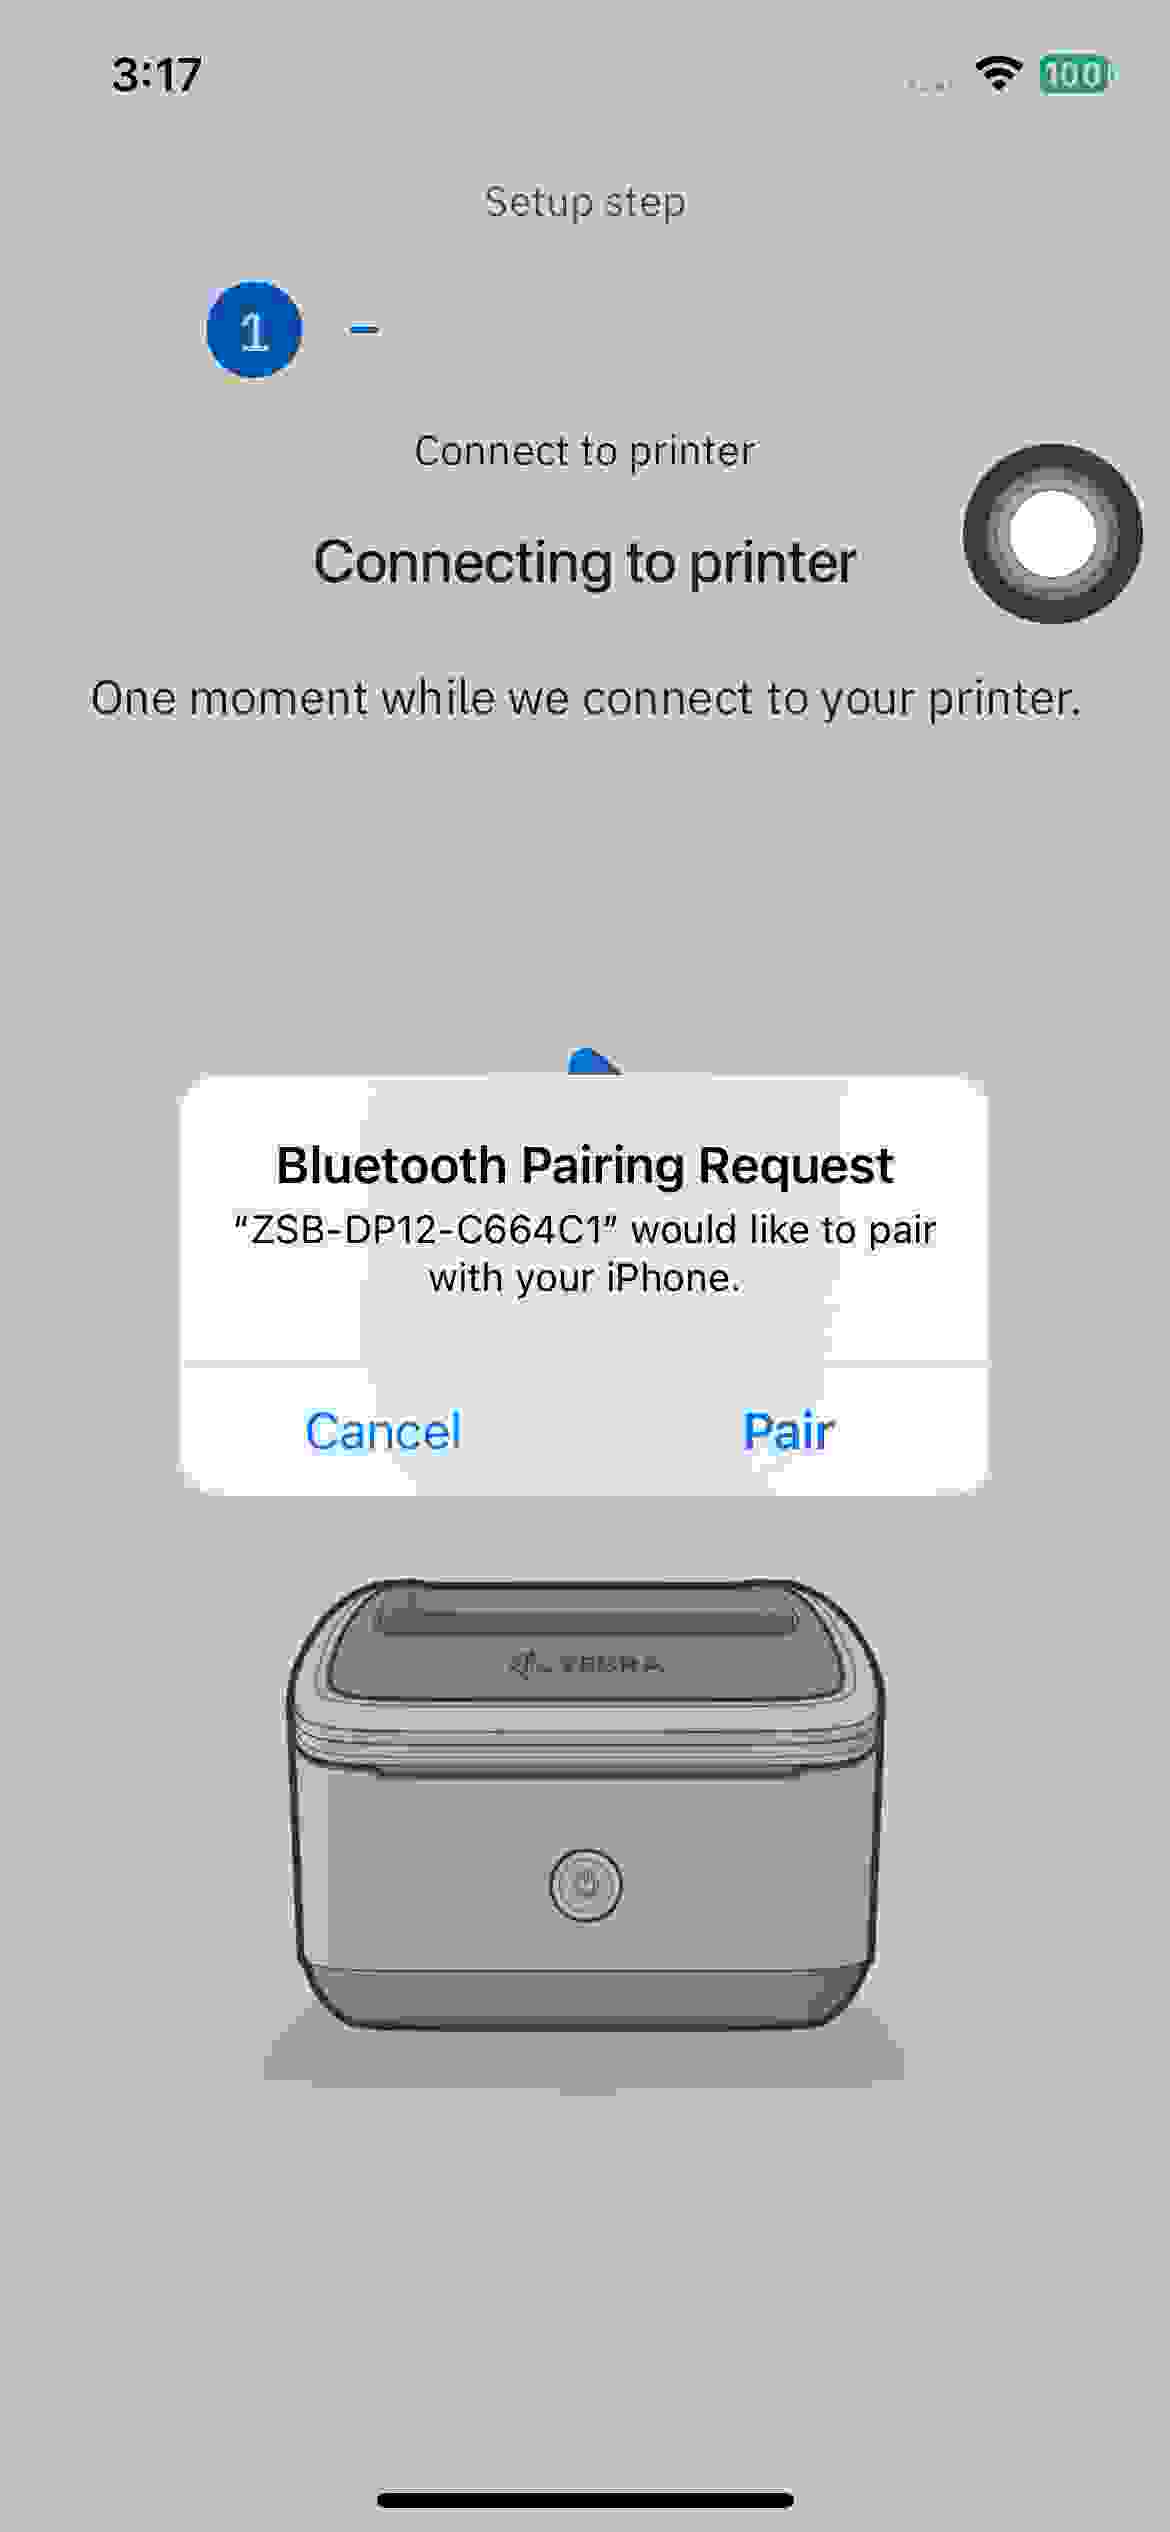 3:17
100
Setup step
1
Connect to printer
Connecting to printer
One moment while we connect to your printer.
Bluetooth Pairing Request
“ZSB-DP12-C664C1” would like to pair
with your iPhone.
Cancel
Pair
ZEBRA